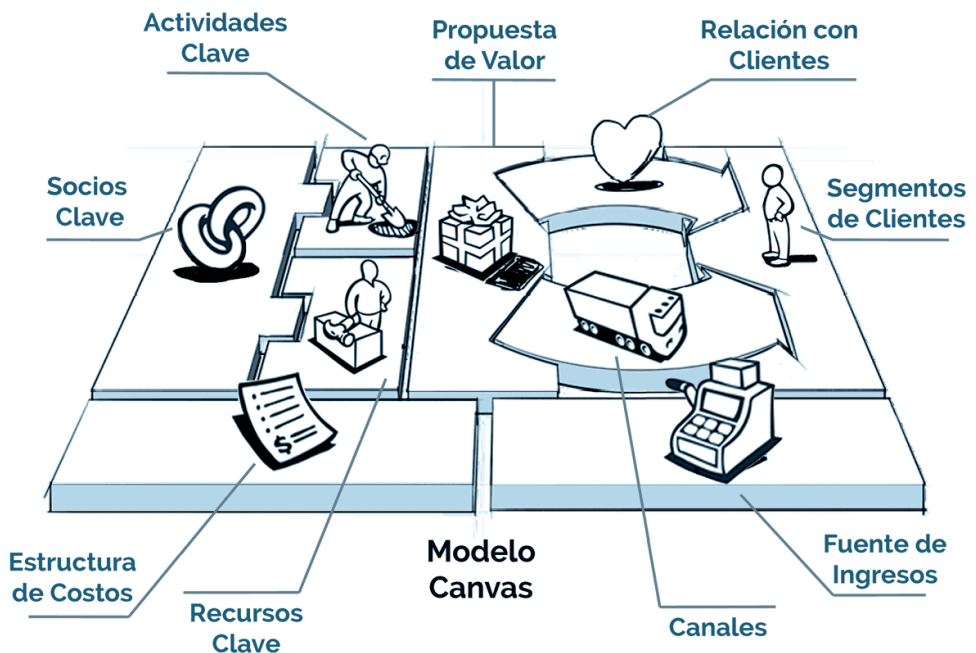 Actividades
Clave
Propuesta
de Valor
Relación con
Clientes
Socios
Clave
Segmentos
de Clientes
$
Estructura
de Costos
Recursos
Clave
Modelo
Canvas
Canales
Fuente de
Ingresos